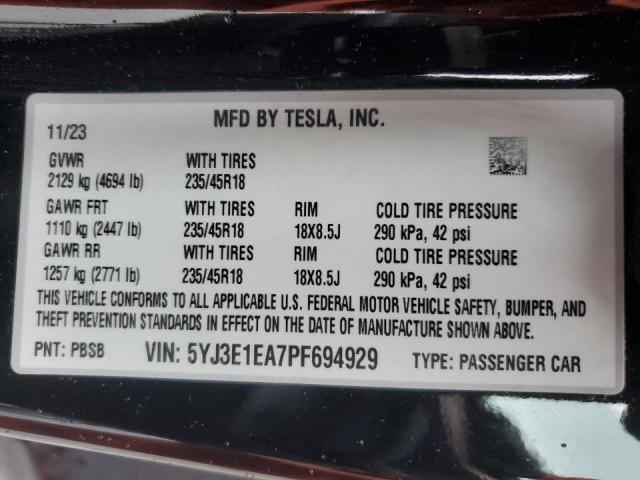 MFD BY TESLA, INC.
11/23
GVWR WITH TIRES
2129 kg (4694 lb) 235/45R18
GAWR FRT WITH TIRES RIM COLD TIRE PRESSURE
1110 kg (2447 lb) 235/45R18 18X8.5J 290 kPa, 42 psi
GAWR RR WITH TIRES RIM COLD TIRE PRESSURE
1257 kg (2771 lb) 235/45R18 18X8.5J 290 kPa, 42 psi
THIS VEHICLE CONFORMS TO ALL APPLICABLE U.S. FEDERAL MOTOR VEHICLE SAFETY, BUMPER, AND
THEFT PREVENTION STANDARDS IN EFFECT ON THE DATE OF MANUFACTURE SHOWN ABOVE.
PNT: PBSB VIN: 5YJ3E1EA7PF694929 TYPE: PASSENGER CAR